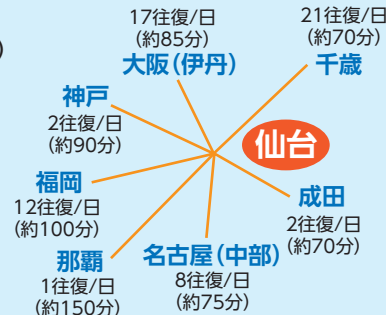 17往復/日
(約85分)
大阪(伊丹)
21往復/日
(約70分)
千歳
)
神戸
2往復/日
(約90分)
仙台
福岡
12往復/日
(約100分)
成田
2往復/日
(約70分)
那覇
1往復/日
(約150分)
名古屋(中部)
8往復/日
(約75分)